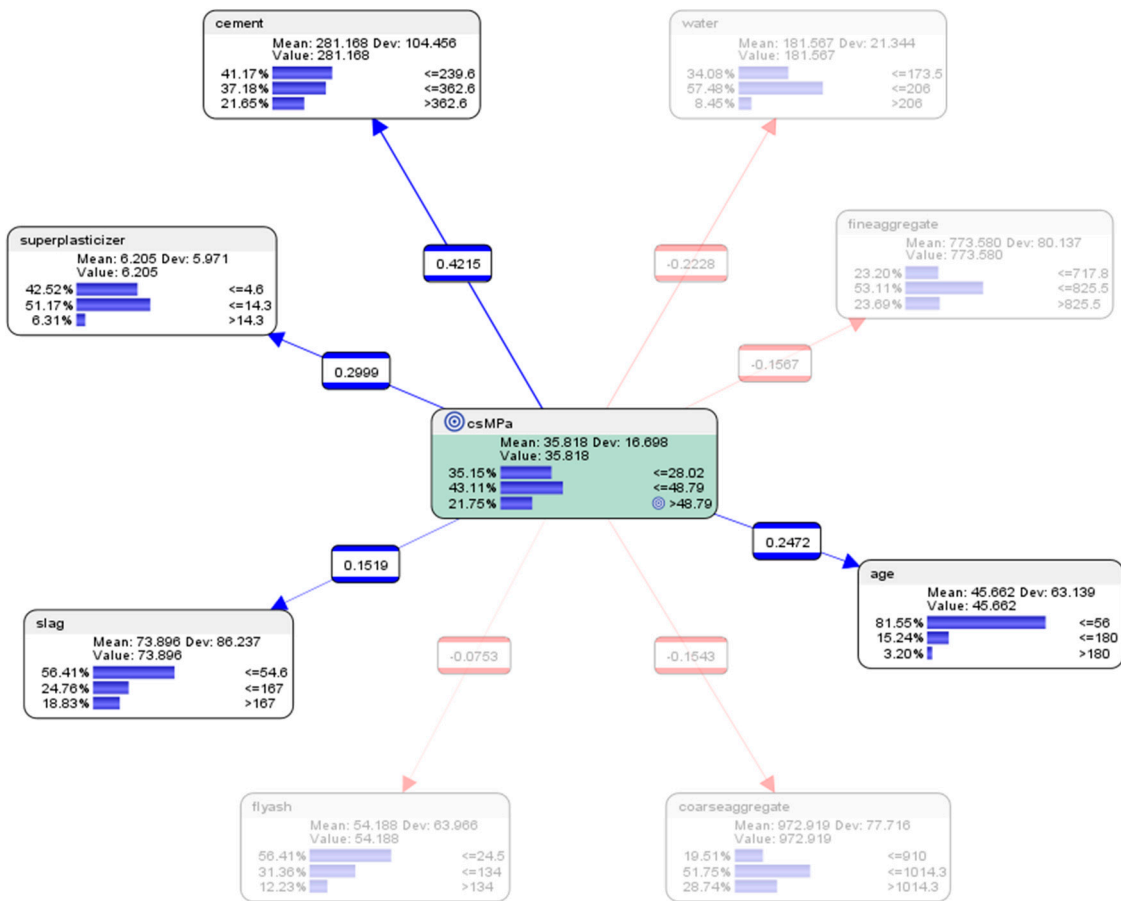 cement
Mean: 281.168 Dev: 104.456
Value: 281.168
41.17% <=239.6
37.18% <=362.6
21.65% >362.6
water
Mean: 181.567 Dev: 21.344
Value: 181.567
34.08% <=173.5
57.48% <=206
8.45% >206
superplasticizer
Mean: 6.205 Dev: 5.971
Value: 6.205
42.52% <=4.6
51.17% <=14.3
6.31% >14.3
fineaggregate
Mean: 773.580 Dev: 80.137
Value: 773.580
23.20% <=717.8
53.11% <=825.5
23.69% >825.5
0.4215
-0.2228
0.2999
-0.1567
csMPa
Mean: 35.818 Dev: 16.698
Value: 35.818
35.15% <=28.02
43.11% <=48.79
21.75% >48.79
0.1519
0.2472
slag
Mean: 73.896 Dev: 86.237
Value: 73.896
56.41% <=54.6
24.76% <=167
18.83% >167
age
Mean: 45.662 Dev: 63.139
Value: 45.662
81.55% <=56
15.24% <=180
3.20% >180
-0.0753
-0.1543
flyash
Mean: 54.188 Dev: 63.966
Value: 54.188
56.41% <=24.5
31.36% <=134
12.23% >134
coarseaggregate
Mean: 972.919 Dev: 77.716
Value: 972.919
19.51% <=910
51.75% <=1014.3
28.74% >1014.3